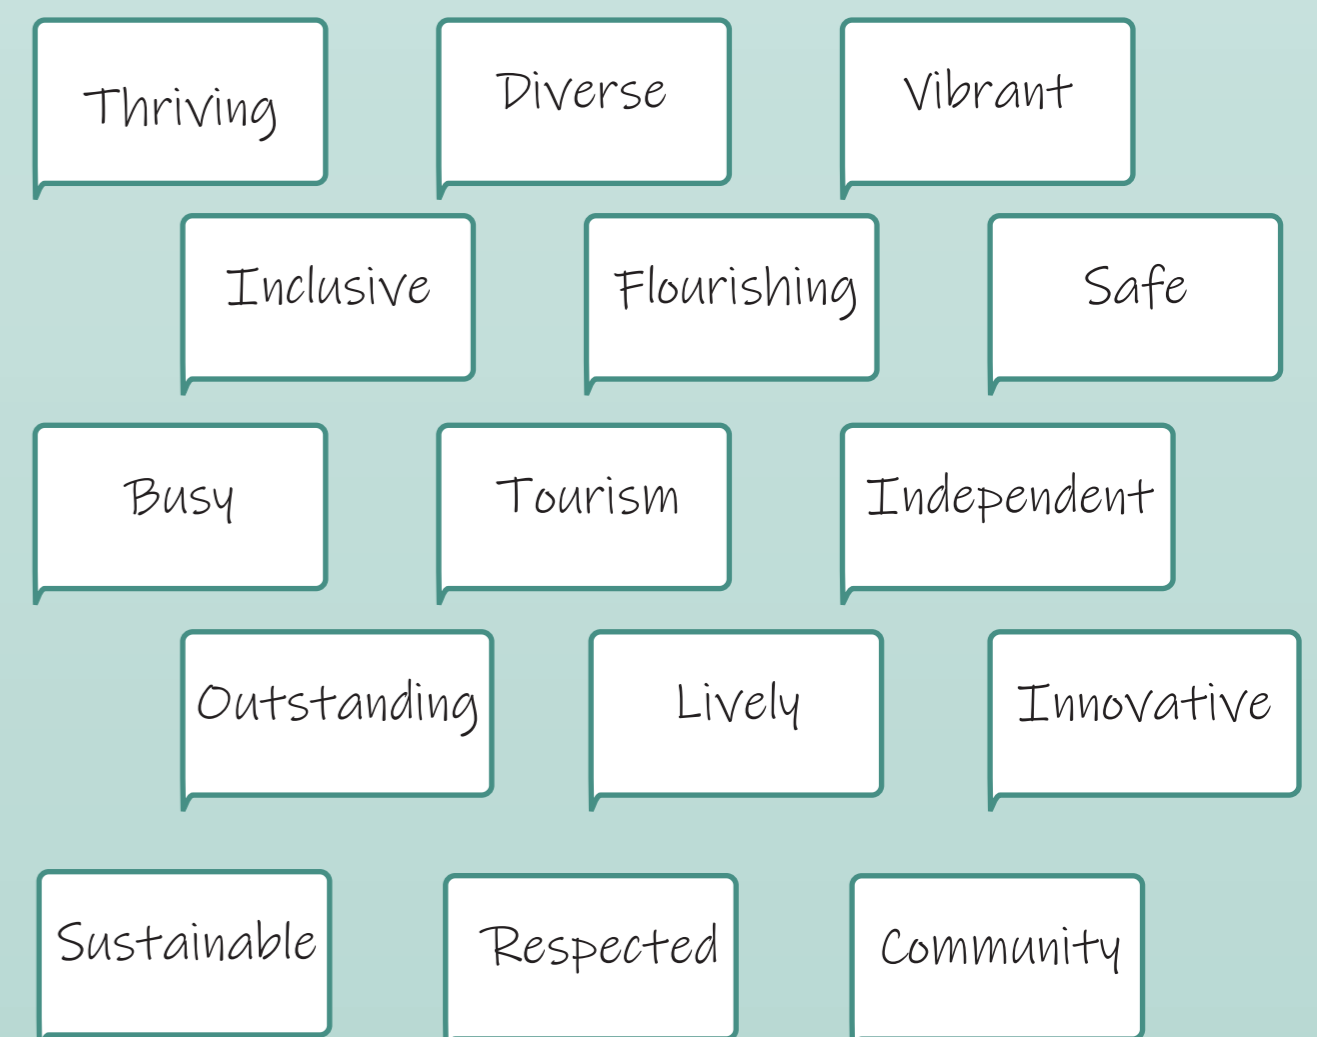 Thriving
Diverse
Vibrant
Inclusive
Flourishing
Safe
Busy
Tourism
Independent
Outstanding
Lively
Innovative
Sustainable
Respected
Community